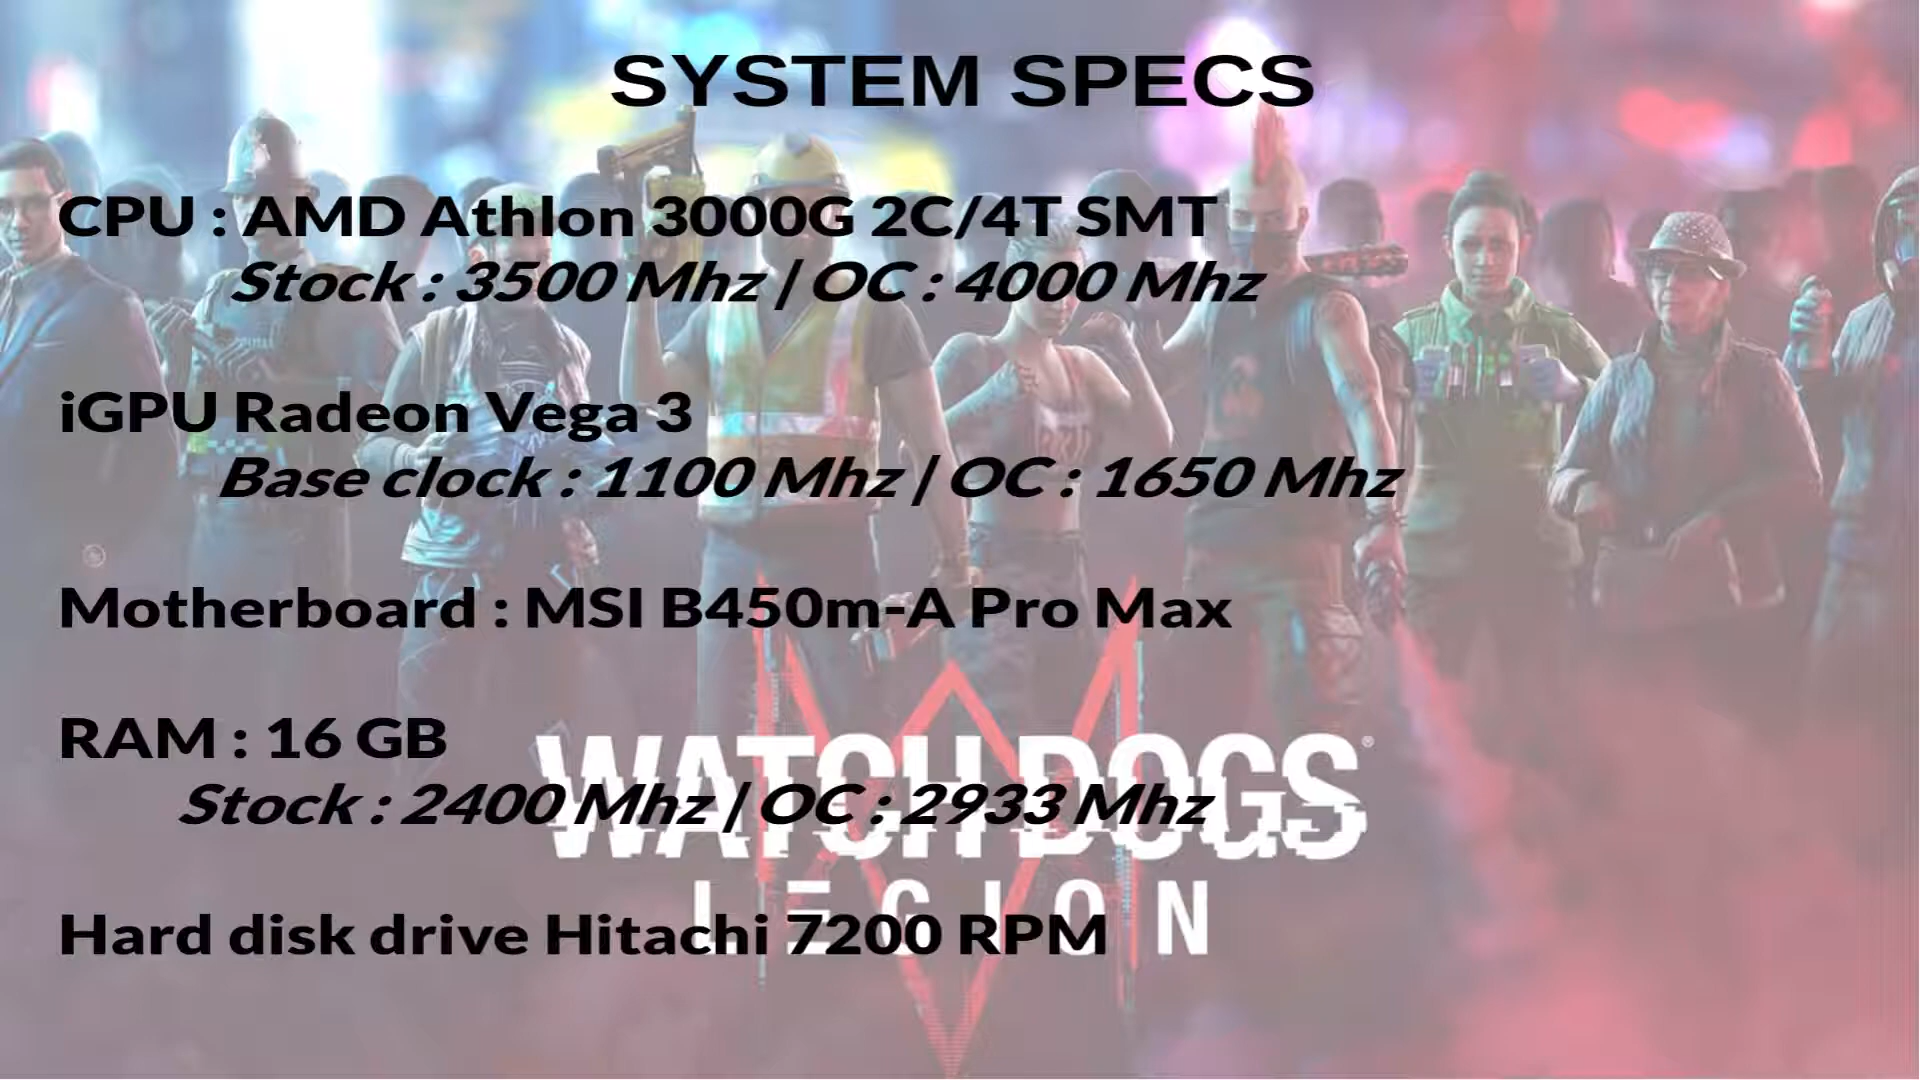 SYSTEM SPECS
CPU : AMD Athlon 3000G 2C/4T SMT
Stock : 3500 Mhz | OC : 4000 Mhz
iGPU Radeon Vega 3
Base clock : 1100 Mhz | OC : 1650 Mhz
Motherboard : MSI B450m-A Pro Max
RAM : 16 GB
Stock : 2400 Mhz | OC : 2933 Mhz
WATCH DOGS®
LEGION
Hard disk drive Hitachi 7200 RPM